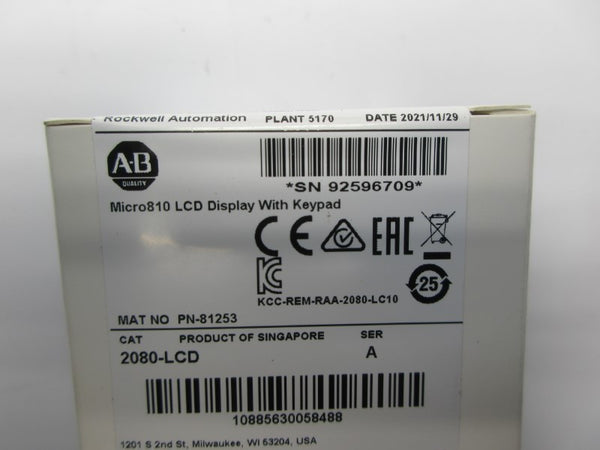 Rockwell Automation PLANT 5170 DATE 2021/11/29
A-B
QUALITY
*SN 92596709*
Micro810 LCD Display With Keypad
CE EAC
KC
25
KCC-REM-RAA-2080-LC10
MAT NO PN-81253
CAT PRODUCT OF SINGAPORE SER
2080-LCD A
10885630058488
1201 S 2nd St, Milwaukee, WI 53204, USA